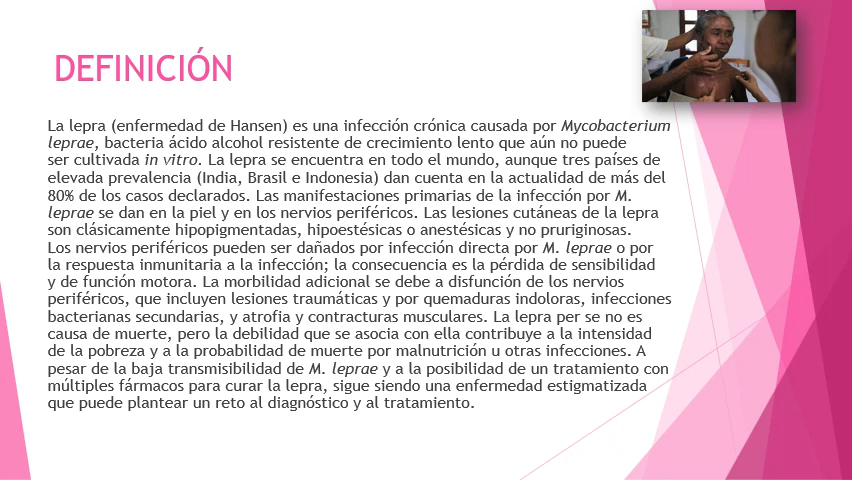 DEFINICIÓN
La lepra (enfermedad de Hansen) es una infección crónica causada por Mycobacterium
leprae, bacteria ácido alcohol resistente de crecimiento lento que aún no puede
ser cultivada in vitro. La lepra se encuentra en todo el mundo, aunque tres países de
elevada prevalencia (India, Brasil e Indonesia) dan cuenta en la actualidad de más del
80% de los casos declarados. Las manifestaciones primarias de la infección por M.
leprae se dan en la piel y en los nervios periféricos. Las lesiones cutáneas de la lepra
son clásicamente hipopigmentadas, hipoestésicas o anestésicas y no pruriginosas.
Los nervios periféricos pueden ser dañados por infección directa por M. leprae o por
la respuesta inmunitaria a la infección; la consecuencia es la pérdida de sensibilidad
y de función motora. La morbilidad adicional se debe a disfunción de los nervios
periféricos, que incluyen lesiones traumáticas y por quemaduras indoloras, infecciones
bacterianas secundarias, y atrofia y contracturas musculares. La lepra per se no es
causa de muerte, pero la debilidad que se asocia con ella contribuye a la intensidad
de la pobreza y a la probabilidad de muerte por malnutrición u otras infecciones. A
pesar de la baja transmisibilidad de M. leprae y a la posibilidad de un tratamiento con
múltiples fármacos para curar la lepra, sigue siendo una enfermedad estigmatizada
que puede plantear un reto al diagnóstico y al tratamiento.